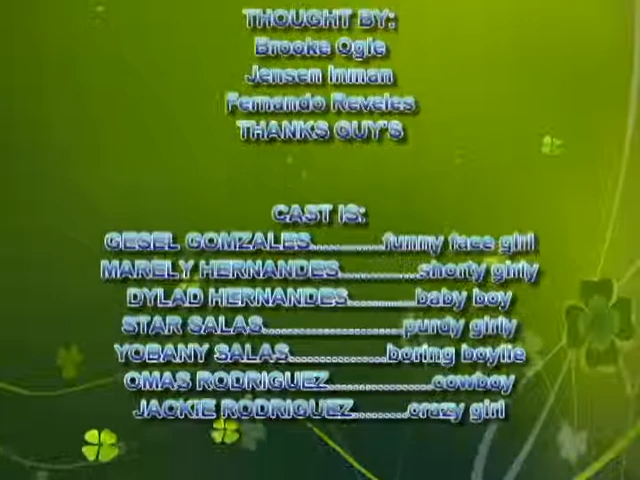 THOUGHT BY:
Brooke Ogle
Jensen Inman
Fernando Reveles
THANKS GUY'S
CAST IS:
GESEL GOMZALES.............funny face girl
MARELY HERNANDES..............shorty girly
DYLAD HERNANDES............baby boy
STAR SALAS........................purdy girly
YOBANY SALAS.................boring boylie
OMAS RODRIGUEZ..................cowboy
JACKIE RODRIGUEZ.........crazy girl